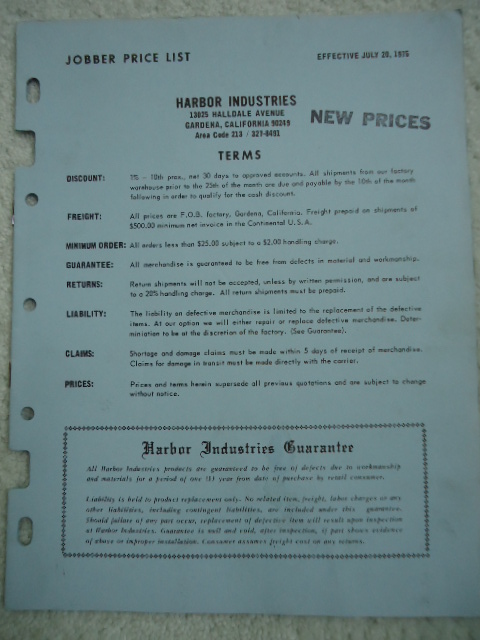 JOBBER PRICE LIST
EFFECTIVE JULY 20, 1975
HARBOR INDUSTRIES
13025 HALLDALE AVENUE
GARDENA, CALIFORNIA 90249
Area Code 213 / 321-8491
NEW PRICES
TERMS
DISCOUNT: 1% - 10th prox., net 30 days to approved accounts. All shipments from our factory
warehouse prior to the 25th of the month are due and payable by the 10th of the month
following in order to qualify for the cash discount.
FREIGHT: All prices are F.O.B. factory, Gardena, California. Freight prepaid on shipments of
$500.00 minimum net invoice in the Continental U.S.A.
MINIMUM ORDER: All orders less than $25.00 subject to a $2.00 handling charge.
GUARANTEE: All merchandise is guaranteed to be free from defects in material and workmanship.
RETURNS: Return shipments will not be accepted, unless by written permission, and are subject
to a 20% handling charge. All return shipments must be prepaid.
LIABILITY: The liability on defective merchandise is limited to the replacement of the defective
items. At our option we will either repair or replace defective merchandise. Deter-
miniation to be at the discretion of the factory. (See Guarantee).
CLAIMS: Shortage and damage claims must be made within 5 days of receipt of merchandise.
Claims for damage in transit must be made directly with the carrier.
PRICES: Prices and terms herein supersede all previous quotations and are subject to change
without notice.
Harbor Industries Guarantee
All Harbor Industries products are guaranteed to be free of defects due to workmanship
and materials for a period of one (1) year from date of purchase by retail consumer.
Liability is held to product replacement only. No related item, freight, labor charges or any
other liabilities, including contingent liabilities, are included under this guarantee.
Should failure of any part occur, replacement of defective item will result upon inspection
at Harbor Industries. Guarantee is null and void, after inspection, if part shows evidence
of abuse or improper installation. Consumer assumes freight cost on any returns.